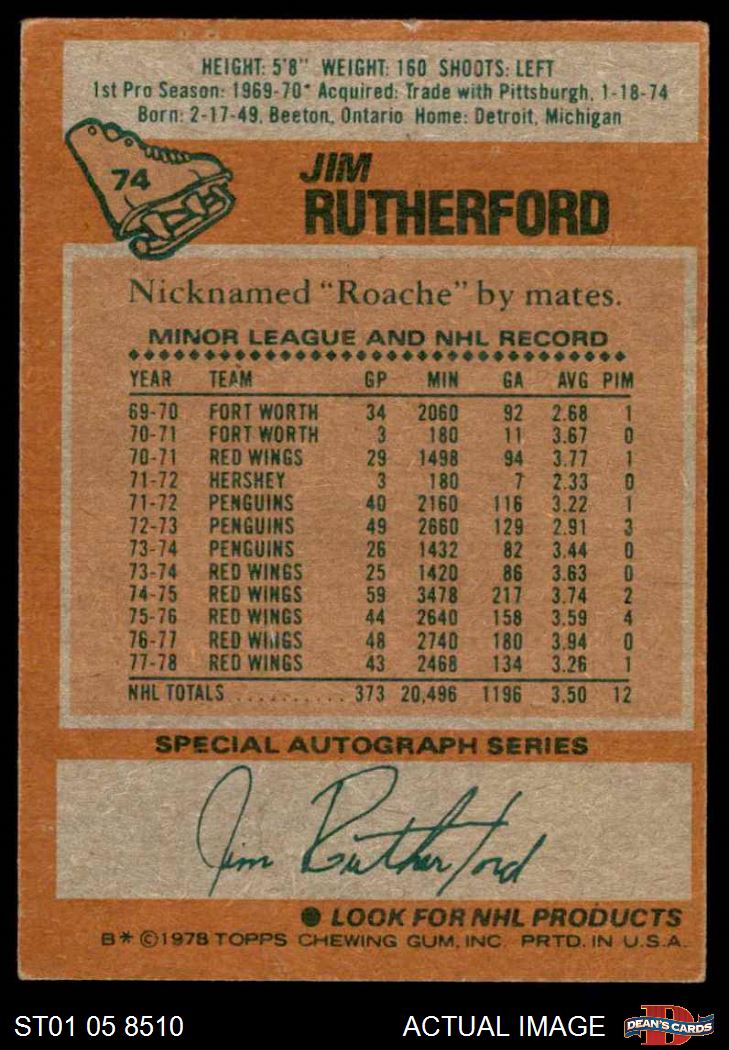 HEIGHT: 5'8" WEIGHT: 160 SHOOTS: LEFT
1st Pro Season: 1969-70* Acquired: Trade with Pittsburgh, 1-18-74
Born: 2-17-49, Beeton, Ontario Home: Detroit, Michigan
74
JIM
RUTHERFORD
Nicknamed "Roache" by mates.
MINOR LEAGUE AND NHL RECORD
YEAR TEAM GP MIN GA AVG PIM
69-70 FORT WORTH 34 2060 92 2.68 1
70-71 FORT WORTH 3 180 11 3.67 0
70-71 RED WINGS 29 1498 94 3.77 1
71-72 HERSHEY 3 180 7 2.33 0
71-72 PENGUINS 40 2160 116 3.22 1
72-73 PENGUINS 49 2660 129 2.91 3
73-74 PENGUINS 26 1432 82 3.44 0
73-74 RED WINGS 25 1420 86 3.63 0
74-75 RED WINGS 59 3478 217 3.74 2
75-76 RED WINGS 44 2640 158 3.59 4
76-77 RED WINGS 48 2740 180 3.94 0
77-78 RED WINGS 43 2468 134 3.26 1
NHL TOTALS ........... 373 20,496 1196 3.50 12
SPECIAL AUTOGRAPH SERIES
Jim Rutherford
● LOOK FOR NHL PRODUCTS
B* ©1978 TOPPS CHEWING GUM, INC. PRTD. IN U.S.A.
ST01 05 8510 ACTUAL IMAGE
D
DEAN'S CARDS